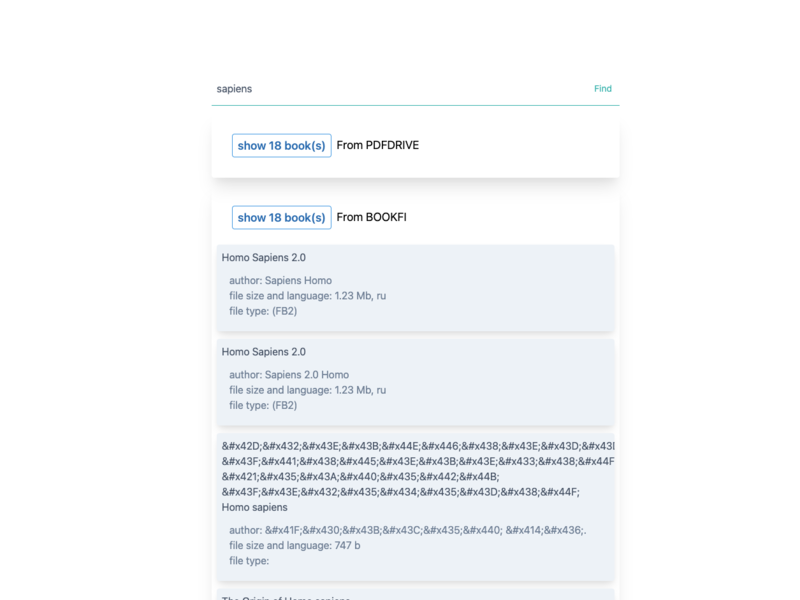 sapiens
Find
show 18 book(s) From PDFDRIVE
show 18 book(s) From BOOKFI
Homo Sapiens 2.0
author: Sapiens Homo
file size and language: 1.23 Mb, ru
file type: (FB2)
Homo Sapiens 2.0
author: Sapiens 2.0 Homo
file size and language: 1.23 Mb, ru
file type: (FB2)
&#x42D;&#x432;&#x43E;&#x43B;&#x44E;&#x446;&#x438;&#x43E;&#x43D;&#x43
&#x43F;&#x441;&#x438;&#x445;&#x43E;&#x43B;&#x43E;&#x433;&#x438;&#x44F
&#x421;&#x435;&#x43A;&#x440;&#x435;&#x442;&#x44B;
&#x43F;&#x43E;&#x432;&#x435;&#x434;&#x435;&#x43D;&#x438;&#x44F;
Homo sapiens
author: &#x41F;&#x430;&#x43B;&#x43C;&#x435;&#x440; &#x414;&#x436;.
file size and language: 747 b
file type:
The Origin of Homo sapiens